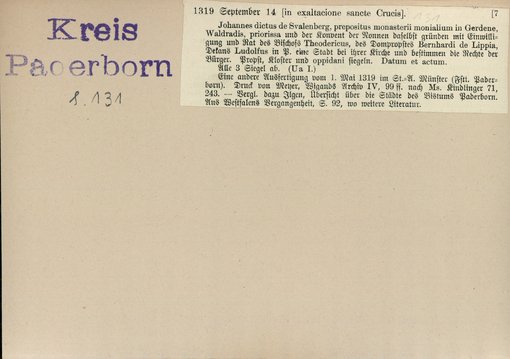 Kreis
Paderborn
S. 131
1319 September 14 [in exaltacione sancte Crucis]. [7
Johannes dictus de Svalenberg, prepositus monasterii monialium in Gerdene,
Waldradis, priorissa und der Konvent der Nonnen daselbst gründen mit Einwilli-
gung und Rat des Bischofs Theodericus, des Dompropstes Bernhardi de Lippia,
Dekans Ludolfus in P. eine Stadt bei ihrer Kirche und bestimmen die Rechte der
Bürger. Propst, Kloster und oppidani siegeln. Datum et actum.
Alle 3 Siegel ab. (Ua I.)
Eine andere Ausfertigung vom 1. Mai 1319 im St.-A. Münster (Fstt. Pader-
born). Druck von Meyer, Wigands Archiv IV, 99 ff. nach Ms. Kindlinger 71,
243. — Vergl. dazu Ilgen, Übersicht über die Städte des Bistums Paderborn.
Aus Westfalens Vergangenheit, S. 92, wo weitere Literatur.